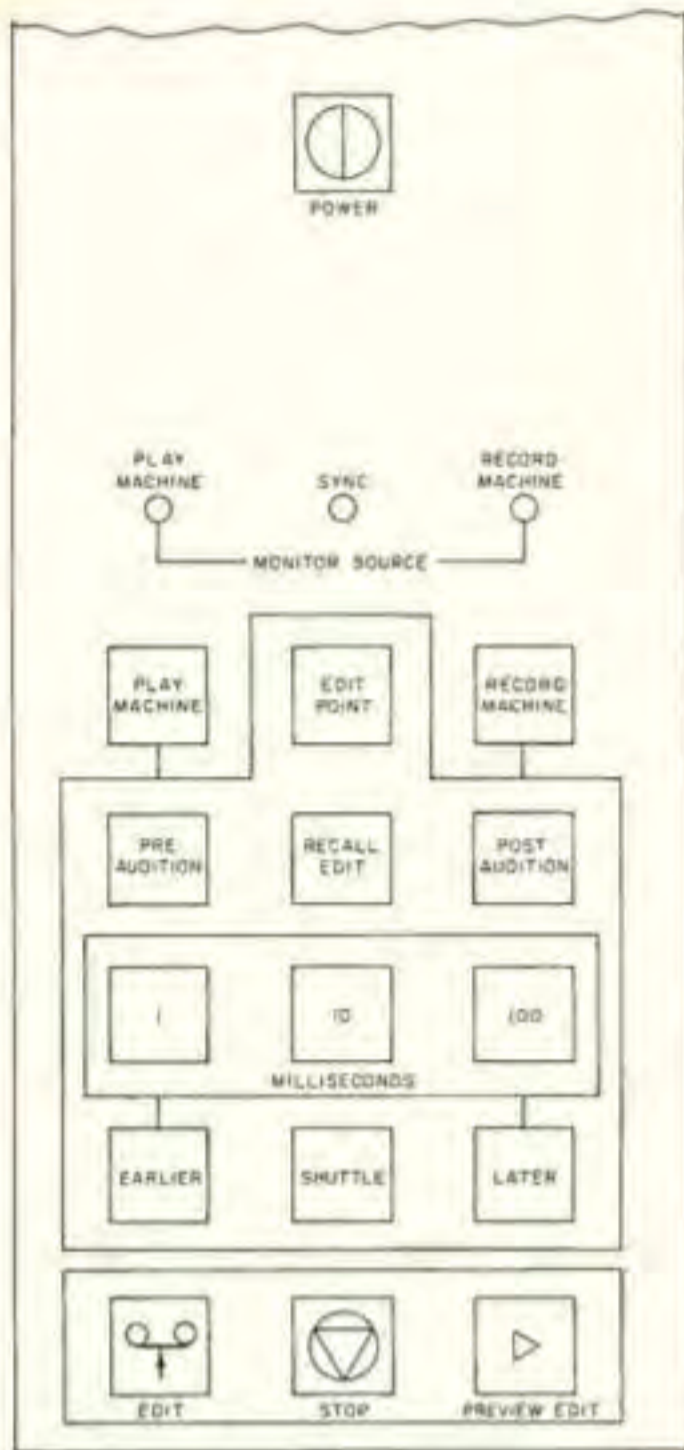 POWER
PLAY
MACHINE
SYNC
RECORD
MACHINE
MONITOR SOURCE
PLAY
MACHINE
EDIT
POINT
RECORD
MACHINE
PRE
AUDITION
RECALL
EDIT
POST
AUDITION
1
10
100
MILLISECONDS
EARLIER
SHUTTLE
LATER
EDIT
STOP
PREVIEW EDIT